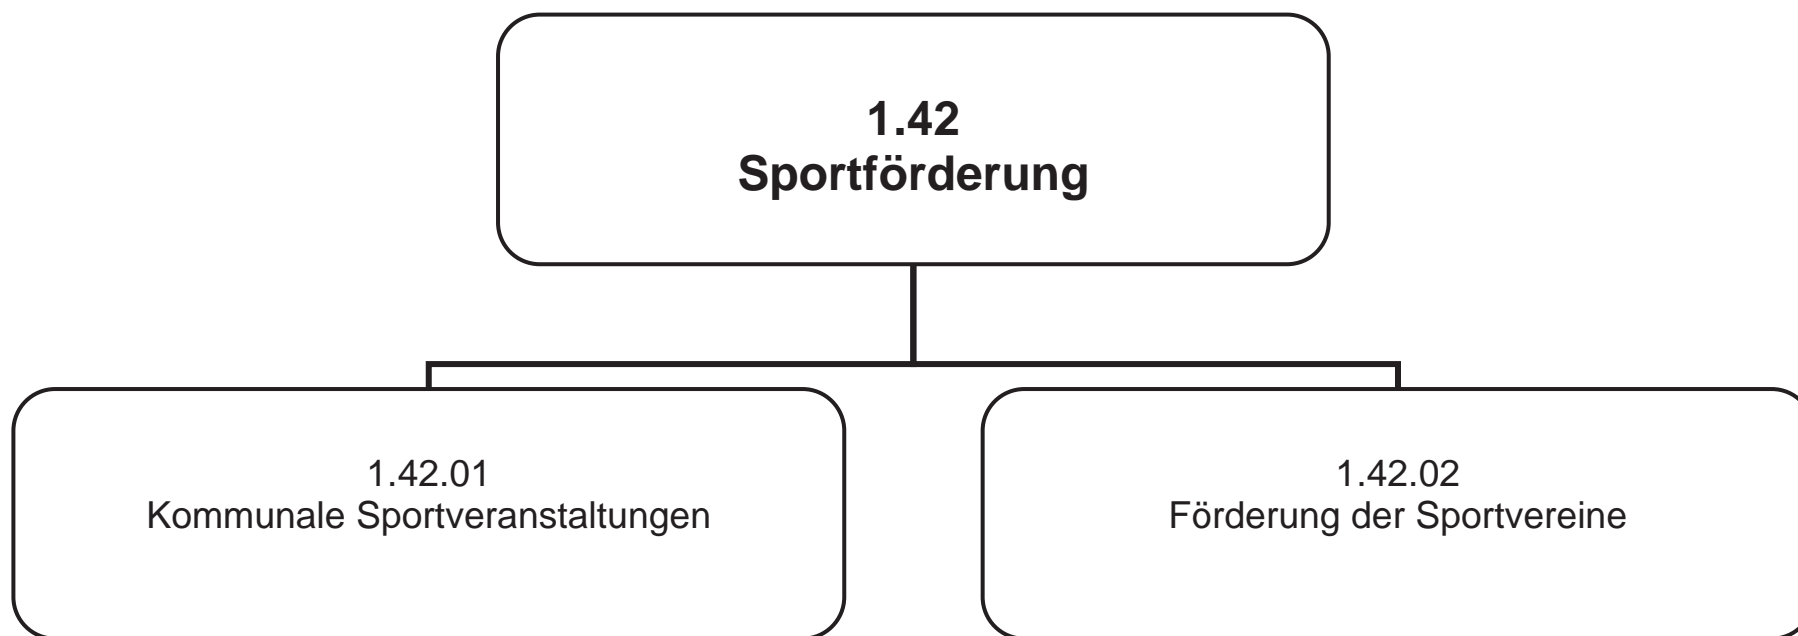 1.42
Sportförderung
1.42.01
Kommunale Sportveranstaltungen
1.42.02
Förderung der Sportvereine